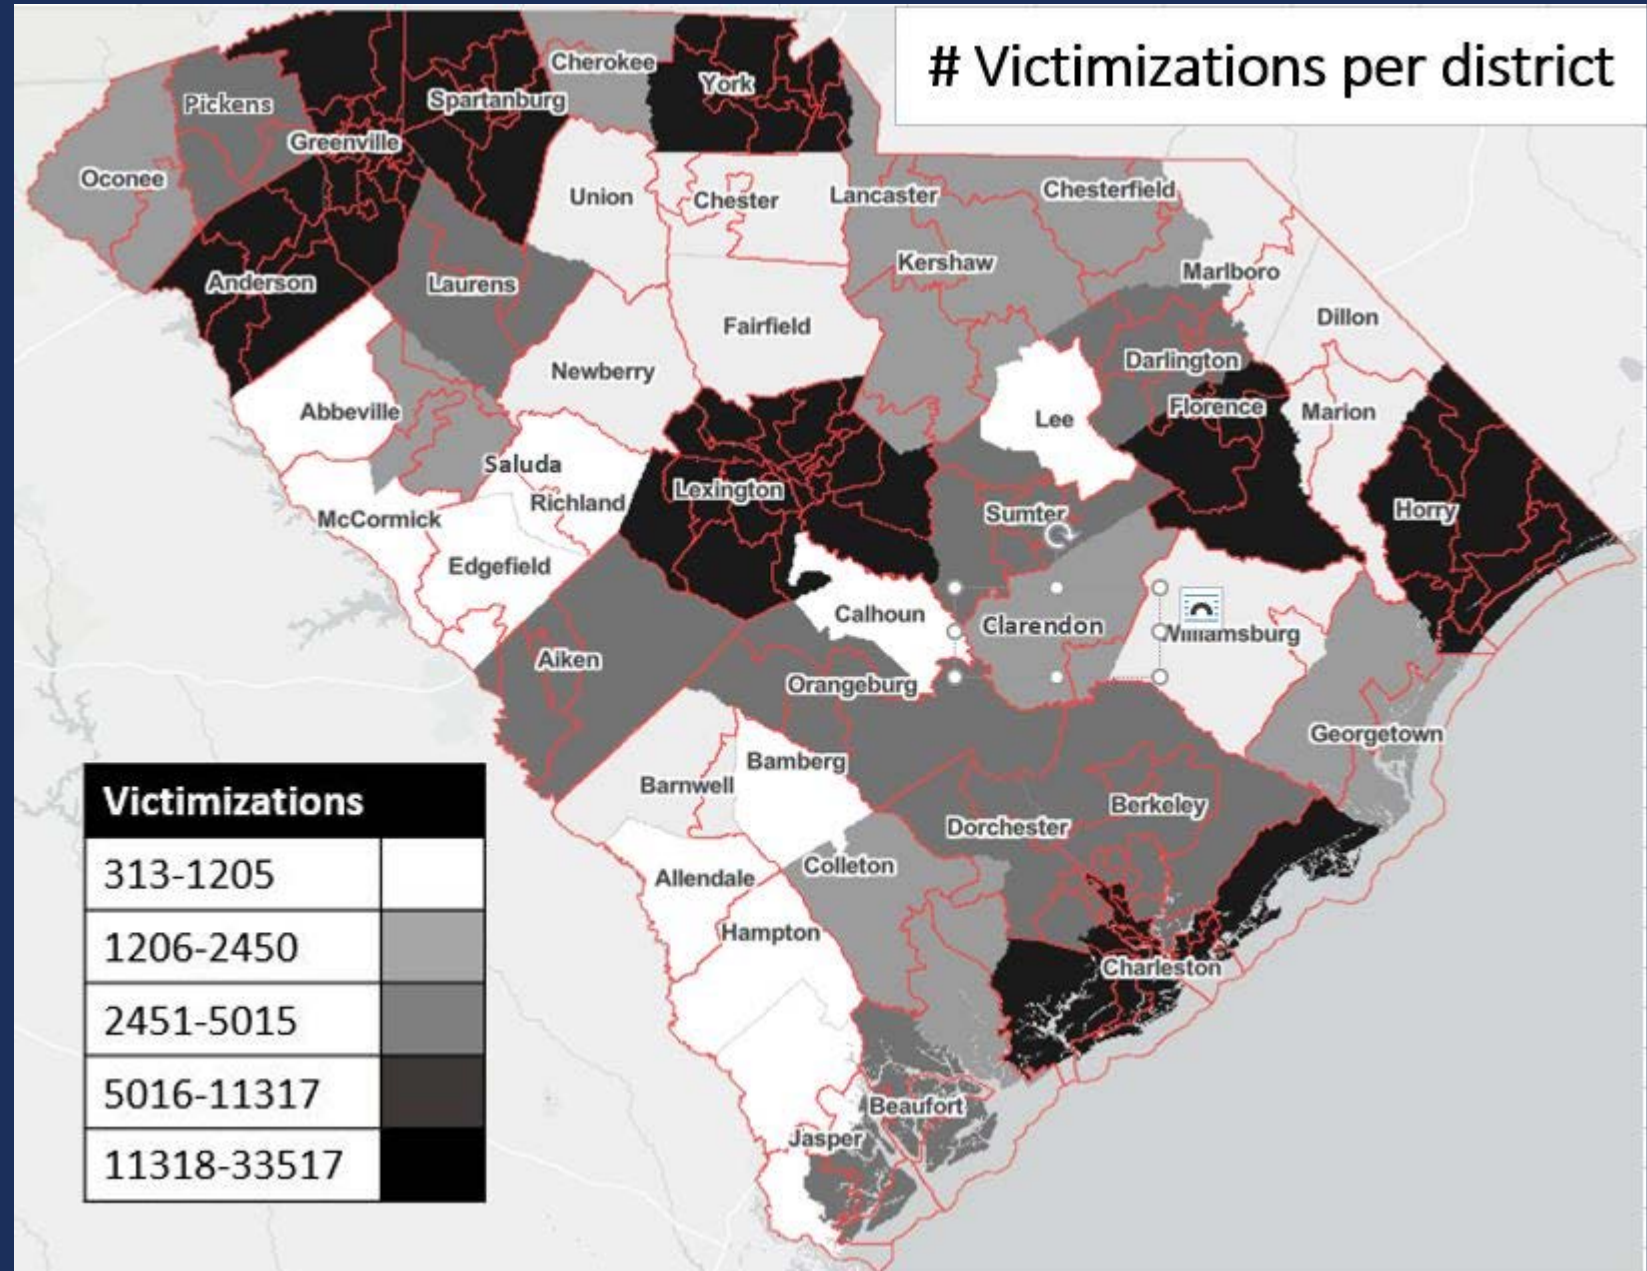 # Victimizations per district
Cherokee
York
Pickens
Spartanburg
Greenville
Oconee
Union
Chester
Lancaster
Chesterfield
Kershaw
Marlboro
Anderson
Laurens
Fairfield
Dillon
Newberry
Darlington
Abbeville
Lee
Florence
Marion
Saluda
Richland
Lexington
McCormick
Sumter
Horry
Edgefield
Calhoun
Clarendon
Williamsburg
Aiken
Orangeburg
Georgetown
Bamberg
Barnwell
Berkeley
Dorchester
Colleton
Allendale
Hampton
Charleston
Beaufort
Jasper
Victimizations
313-1205
1206-2450
2451-5015
5016-11317
11318-33517